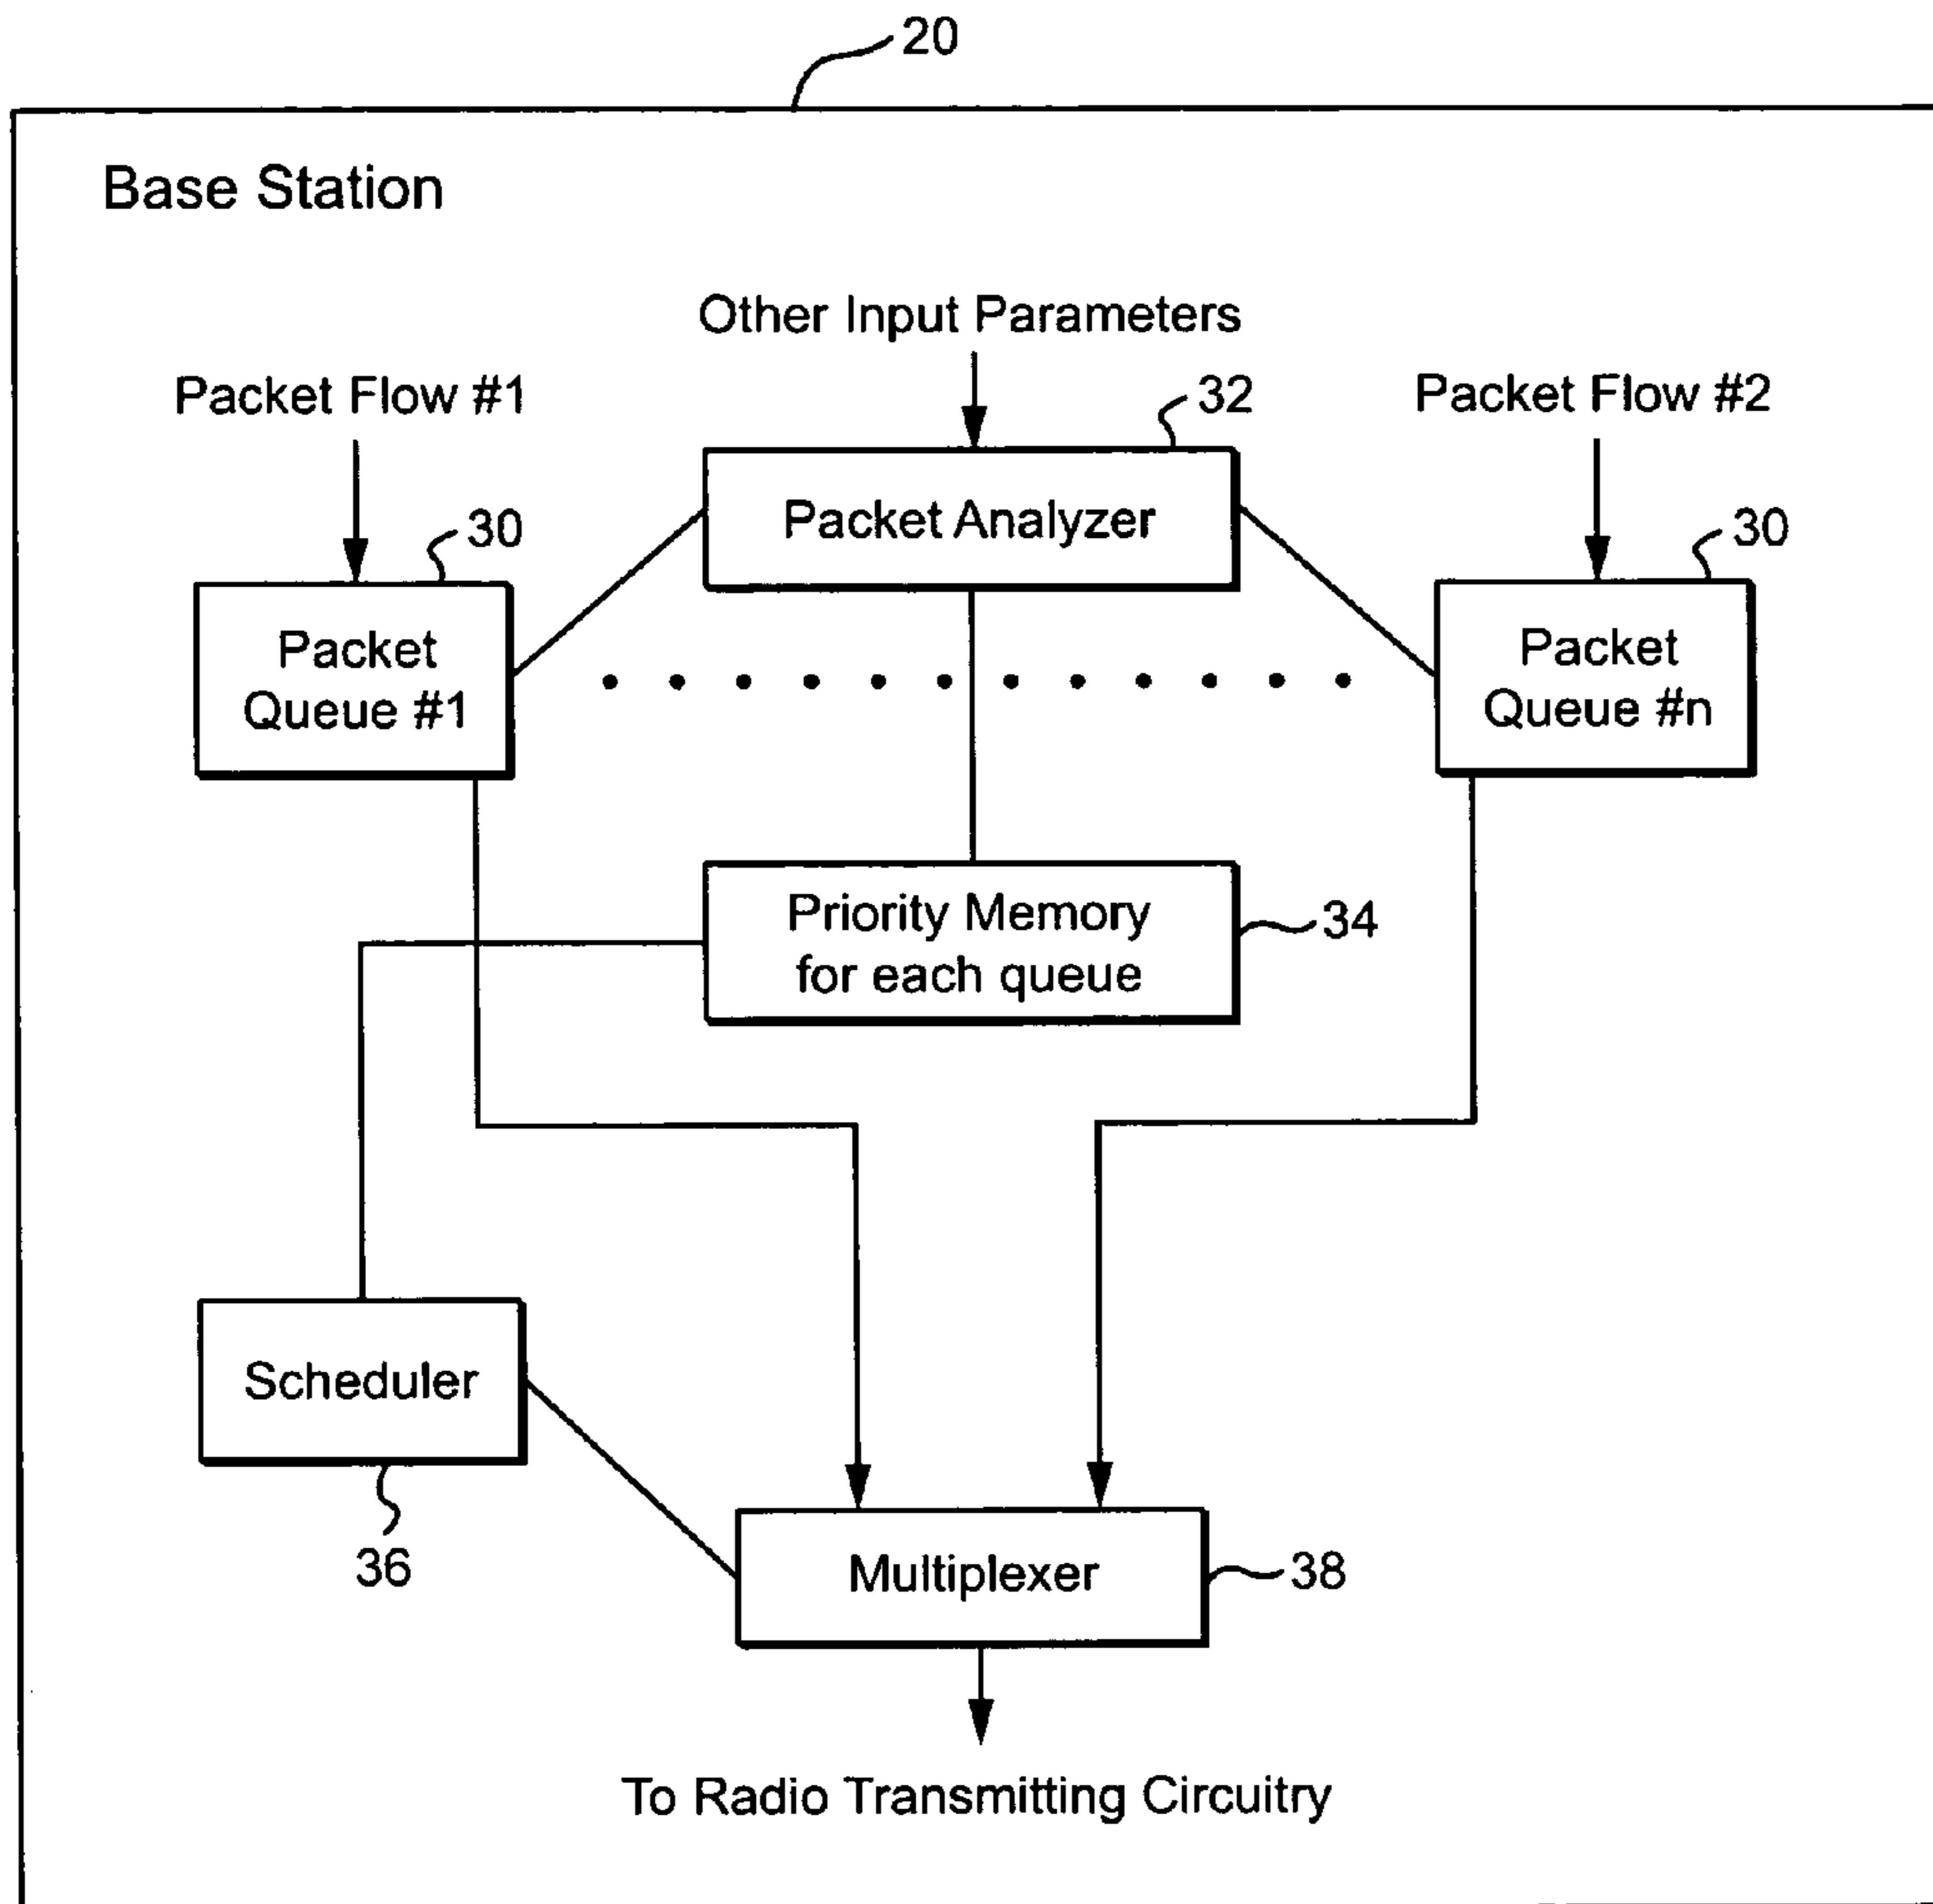 20
Base Station
Other Input Parameters
Packet Flow #1
32
Packet Flow #2
30
Packet Analyzer
30
Packet
Queue #1
Packet
Queue #n
Priority Memory
for each queue
34
Scheduler
36
Multiplexer
38
To Radio Transmitting Circuitry